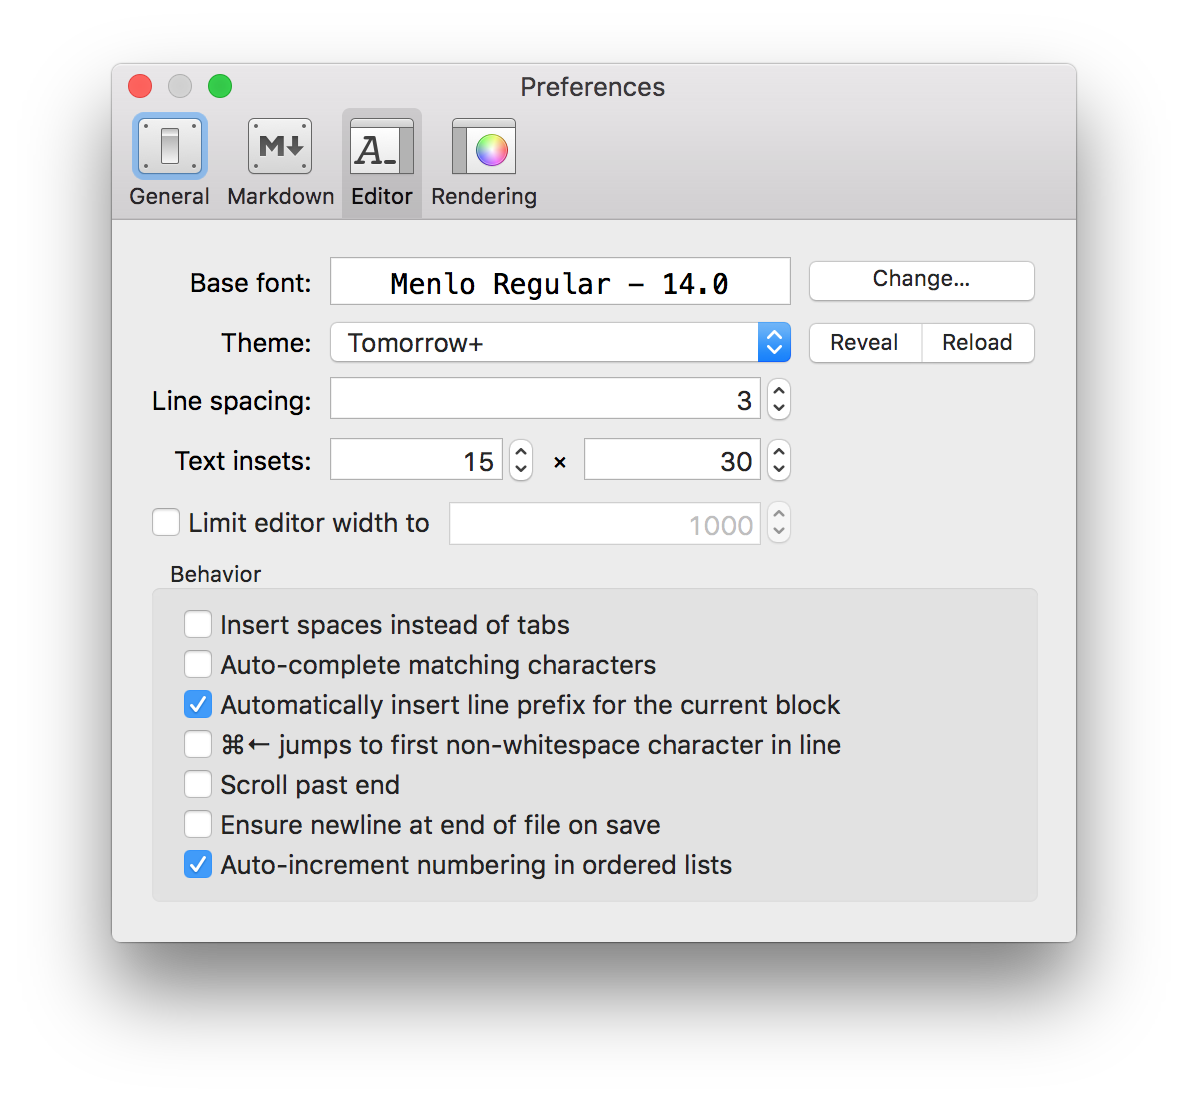 Preferences
General Markdown Editor Rendering
Base font: Menlo Regular – 14.0 Change...
Theme: Tomorrow+ Reveal Reload
Line spacing: 3
Text insets: 15 × 30
Limit editor width to 1000
Behavior
Insert spaces instead of tabs
Auto-complete matching characters
Automatically insert line prefix for the current block
⌘← jumps to first non-whitespace character in line
Scroll past end
Ensure newline at end of file on save
Auto-increment numbering in ordered lists